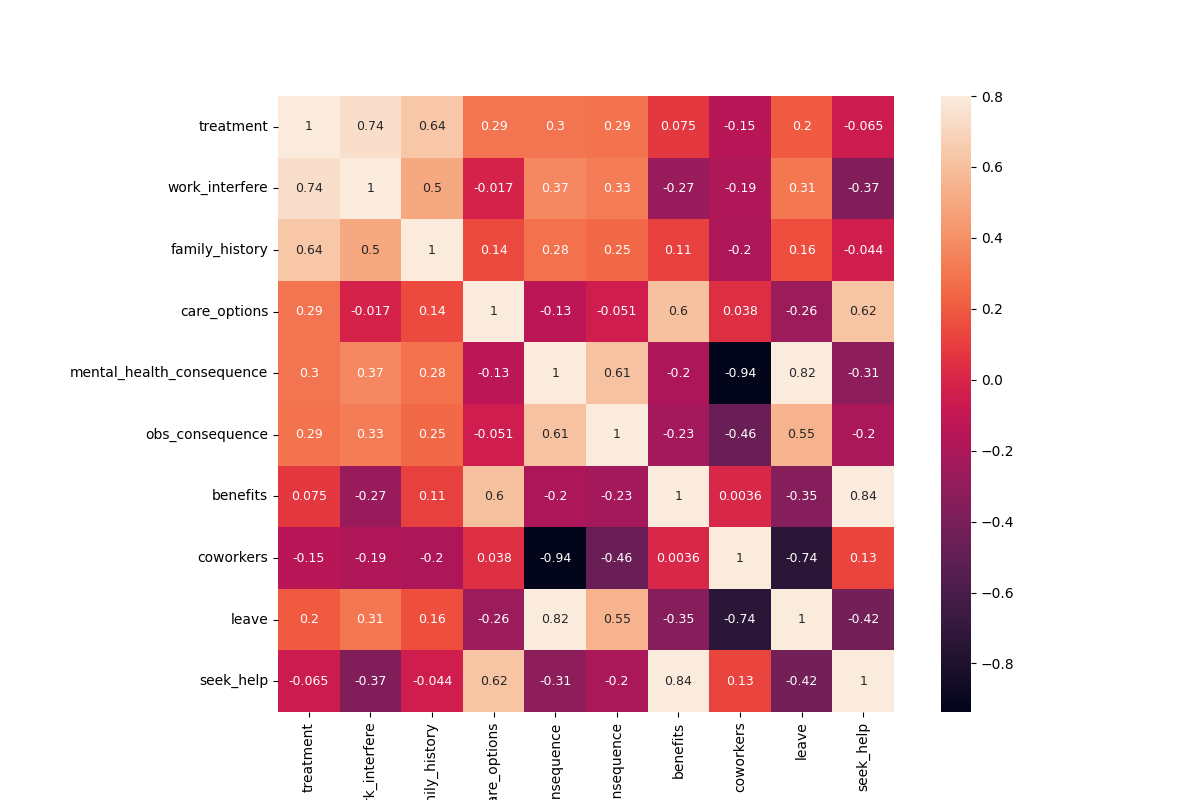 treatment 1 0.74 0.64 0.29 0.3 0.29 0.075 -0.15 0.2 -0.065
work_interfere 0.74 1 0.5 -0.017 0.37 0.33 -0.27 -0.19 0.31 -0.37
family_history 0.64 0.5 1 0.14 0.28 0.25 0.11 -0.2 0.16 -0.044
care_options 0.29 -0.017 0.14 1 -0.13 -0.051 0.6 0.038 -0.26 0.62
mental_health_consequence 0.3 0.37 0.28 -0.13 1 0.61 -0.2 -0.94 0.82 -0.31
obs_consequence 0.29 0.33 0.25 -0.051 0.61 1 -0.23 -0.46 0.55 -0.2
benefits 0.075 -0.27 0.11 0.6 -0.2 -0.23 1 0.0036 -0.35 0.84
coworkers -0.15 -0.19 -0.2 0.038 -0.94 -0.46 0.0036 1 -0.74 0.13
leave 0.2 0.31 0.16 -0.26 0.82 0.55 -0.35 -0.74 1 -0.42
seek_help -0.065 -0.37 -0.044 0.62 -0.31 -0.2 0.84 0.13 -0.42 1
treatment
rk_interfere
mily_history
are_options
nsequence
nsequence
benefits
coworkers
leave
seek_help
0.8
0.6
0.4
0.2
0.0
−0.2
−0.4
−0.6
−0.8